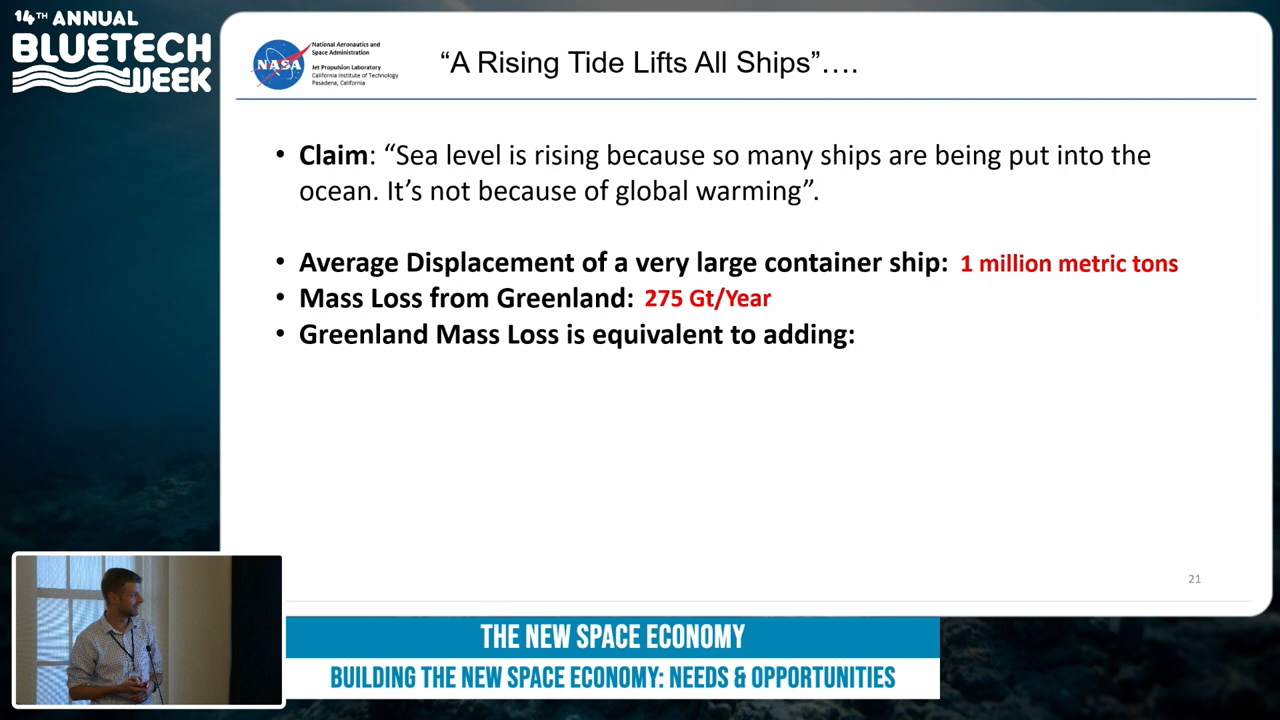 14TH ANNUAL
BLUETECH
WEEK
NASA
National Aeronautics and
Space Administration
Jet Propulsion Laboratory
California Institute of Technology
Pasadena, California
“A Rising Tide Lifts All Ships”….
• Claim: “Sea level is rising because so many ships are being put into the
ocean. It’s not because of global warming”.
• Average Displacement of a very large container ship: 1 million metric tons
• Mass Loss from Greenland: 275 Gt/Year
• Greenland Mass Loss is equivalent to adding:
21
THE NEW SPACE ECONOMY
BUILDING THE NEW SPACE ECONOMY: NEEDS & OPPORTUNITIES